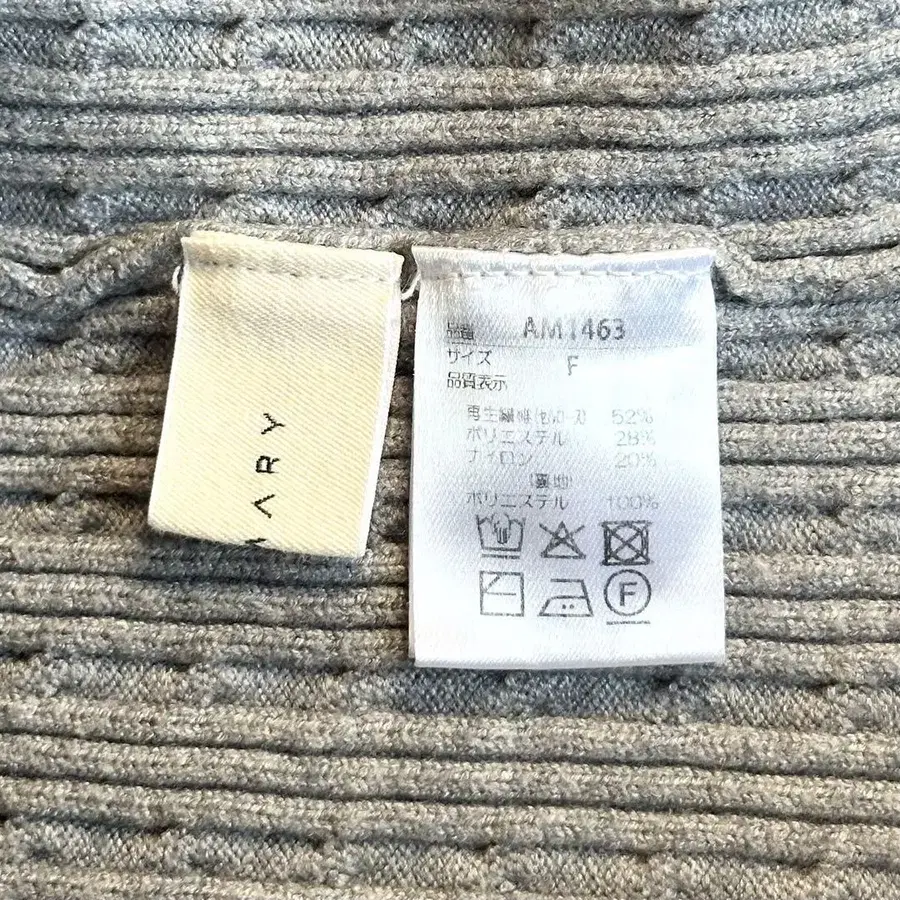 ARY
品番 AM1463
サイズ F
品質表示
再生繊維(セルロース) 52%
ポリエステル 28%
ナイロン 20%
(裏地)
ポリエステル 100%
F